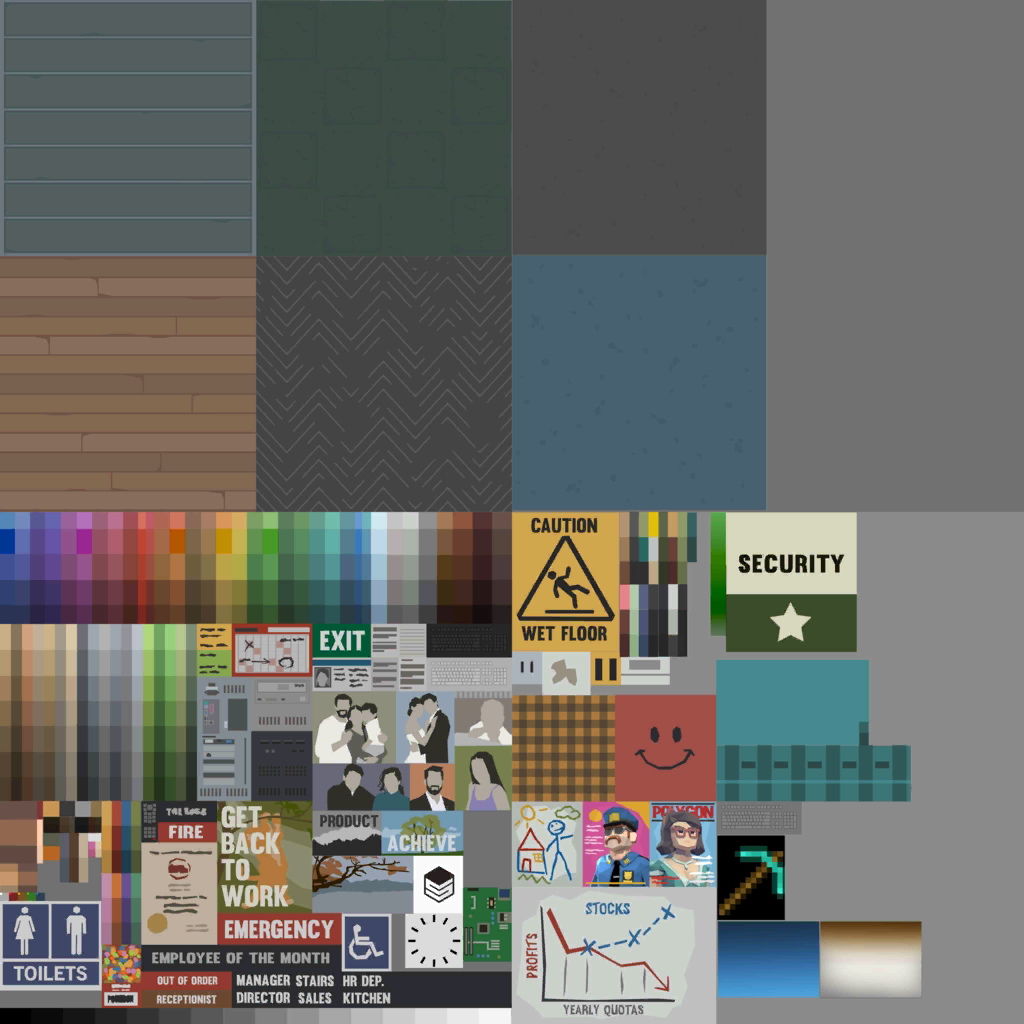 CAUTION
WET FLOOR
SECURITY
EXIT
FIRE
GET
BACK
TO
WORK
PRODUCT
ACHIEVE
POLYGON
EMERGENCY
TOILETS
EMPLOYEE OF THE MONTH
OUT OF ORDER
RECEPTIONIST
MANAGER STAIRS HR DEP.
DIRECTOR SALES KITCHEN
STOCKS
PROFITS
YEARLY QUOTAS